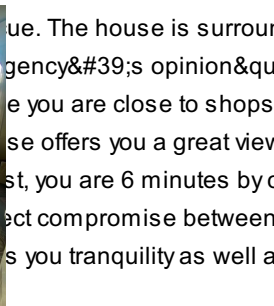 ue. The house is surroun
gency&#39;s opinion&qu
e you are close to shops
se offers you a great view
st, you are 6 minutes by c
ect compromise between
s you tranquility as well a